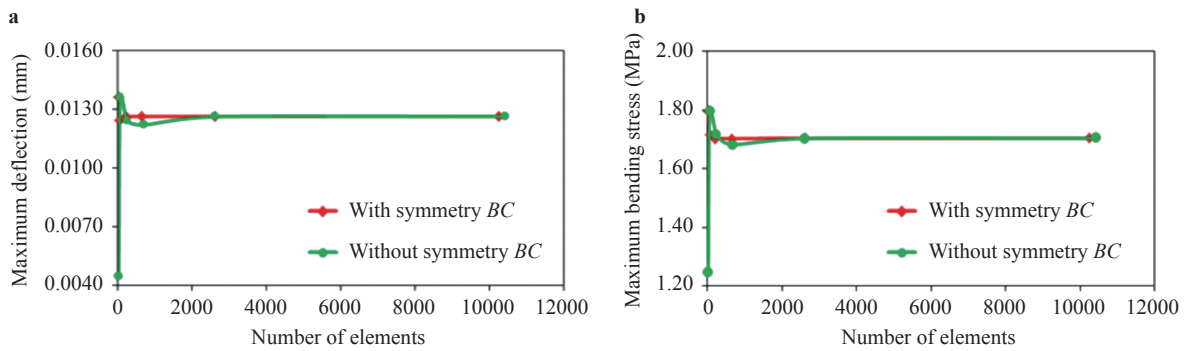 a
Maximum deflection (mm)
0.0160
0.0130
0.0100
0.0070
0.0040
With symmetry BC
Without symmetry BC
0 2000 4000 6000 8000 10000 12000
Number of elements
b
Maximum bending stress (MPa)
2.00
1.80
1.60
1.40
1.20
With symmetry BC
Without symmetry BC
0 2000 4000 6000 8000 10000 12000
Number of elements